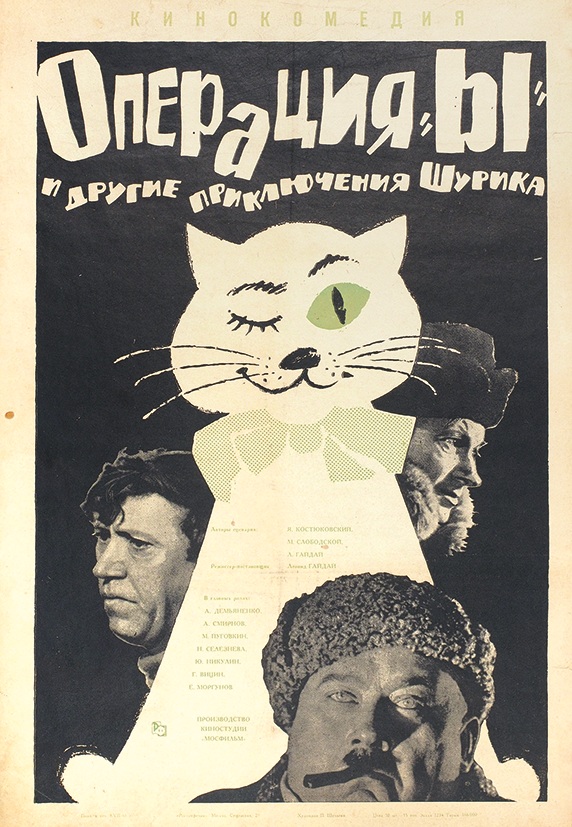 КИНОКОМЕДИЯ
Операция „Ы"
и другие приключения Шурика
Авторы сценария:
Я. КОСТЮКОВСКИЙ,
М. СЛОБОДСКОЙ,
Л. ГАЙДАЙ
Режиссер-постановщик
Леонид ГАЙДАЙ
В главных ролях:
А. ДЕМЬЯНЕНКО,
А. СМИРНОВ,
М. ПУГОВКИН,
Н. СЕЛЕЗНЕВА,
Ю. НИКУЛИН,
Г. ВИЦИН,
Е. МОРГУНОВ
ПРОИЗВОДСТВО
КИНОСТУДИИ
„МОСФИЛЬМ"